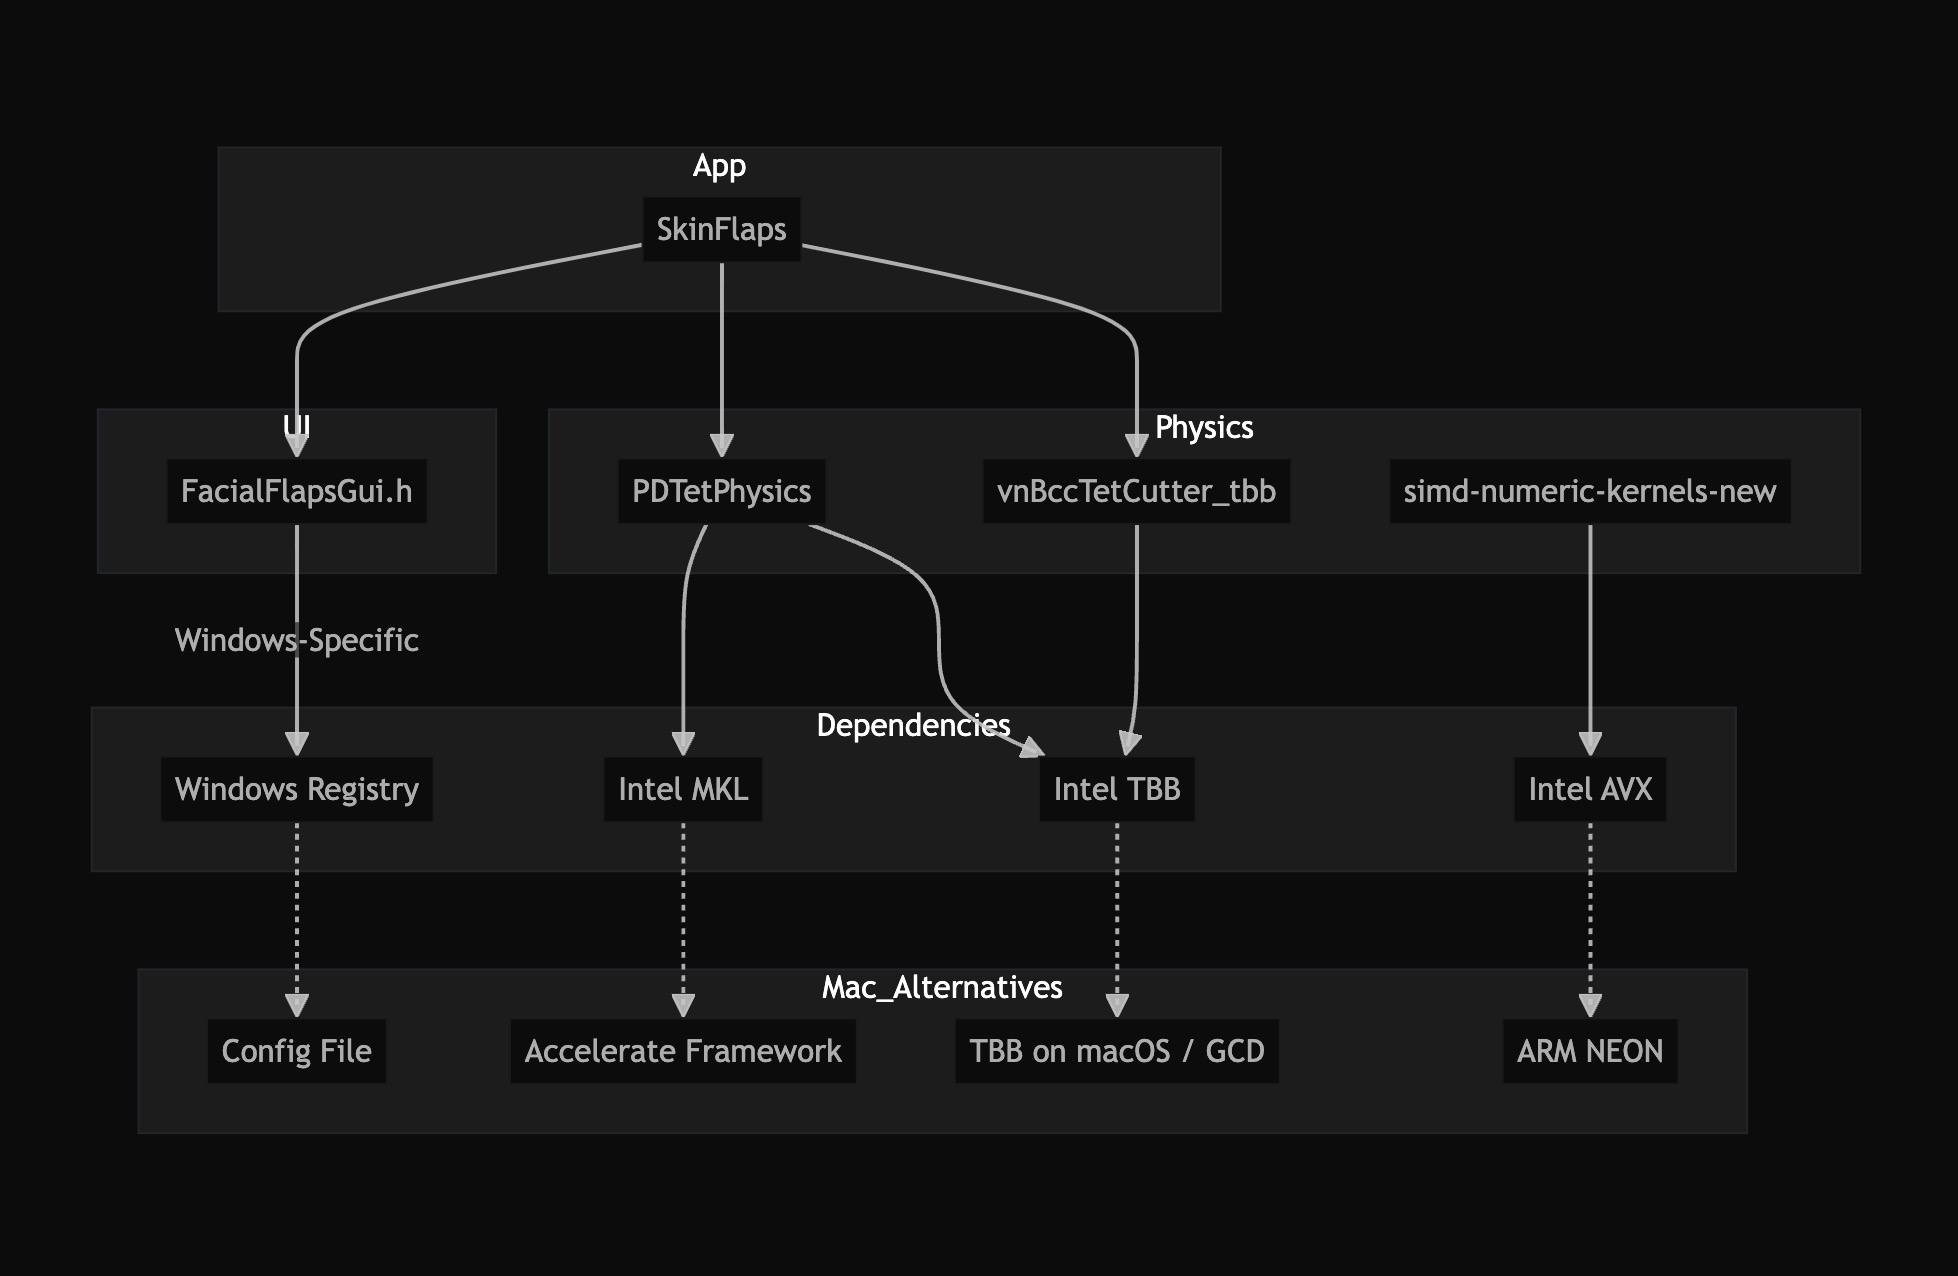 App
SkinFlaps
UI
Physics
FacialFlapsGui.h
PDTetPhysics
vnBccTetCutter_tbb
simd-numeric-kernels-new
Windows-Specific
Dependencies
Windows Registry
Intel MKL
Intel TBB
Intel AVX
Mac_Alternatives
Config File
Accelerate Framework
TBB on macOS / GCD
ARM NEON